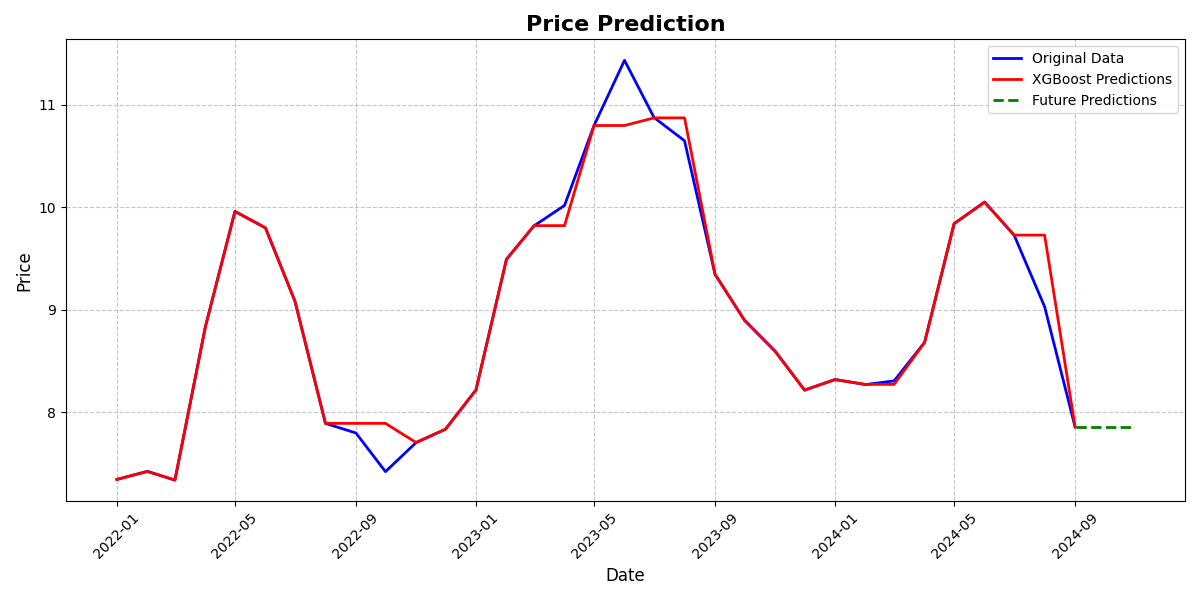 Price Prediction
Original Data
XGBoost Predictions
Future Predictions
Price
11
10
9
8
2022-01
2022-05
2022-09
2023-01
2023-05
2023-09
2024-01
2024-05
2024-09
Date